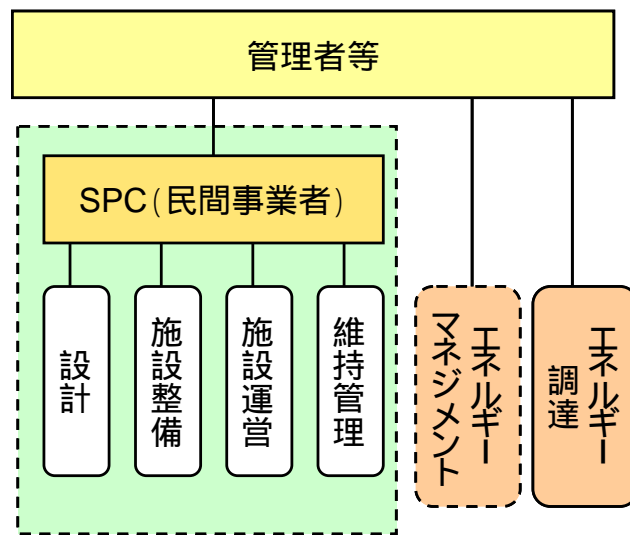 管理者等
SPC(民間事業者)
設計
施設整備
施設運営
維持管理
エネルギー
マネジメント
エネルギー
調達